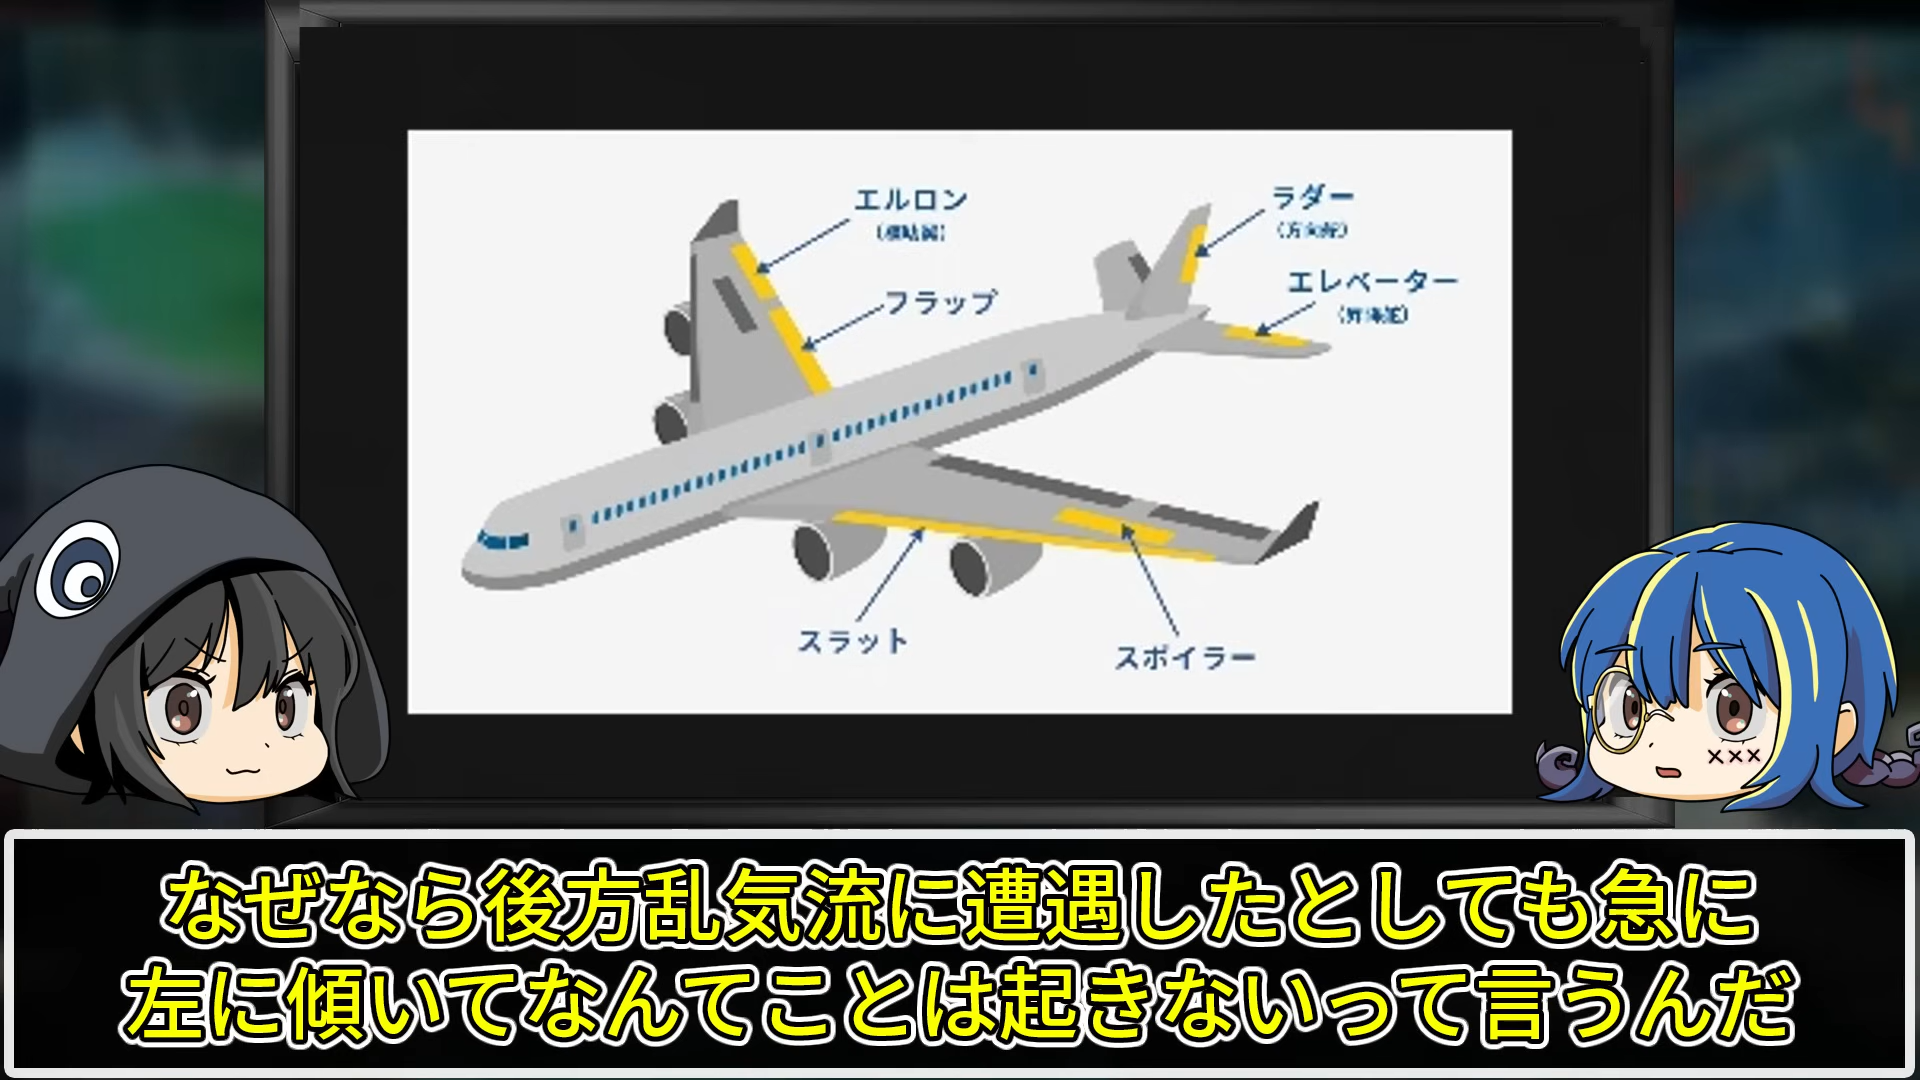 エルロン
ラダー
フラップ
エレベーター
スラット
スポイラー
なぜなら後方乱気流に遭遇したとしても急に
左に傾いてなんてことは起きないって言うんだ